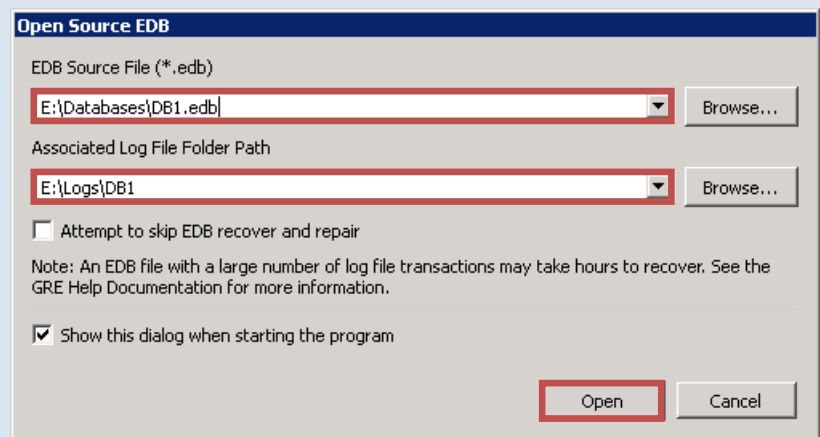 Open Source EDB
EDB Source File (*.edb)
E:\Databases\DB1.edb
Browse...
Associated Log File Folder Path
E:\Logs\DB1
Browse...
Attempt to skip EDB recover and repair
Note: An EDB file with a large number of log file transactions may take hours to recover. See the
GRE Help Documentation for more information.
Show this dialog when starting the program
Open
Cancel